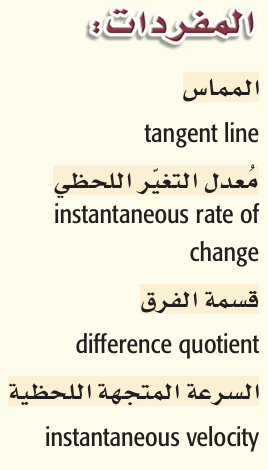 المفردات:
المماس
tangent line
مُعدل التغيّر اللحظي
instantaneous rate of
change
قسمة الفرق
difference quotient
السرعة المتجهة اللحظية
instantaneous velocity